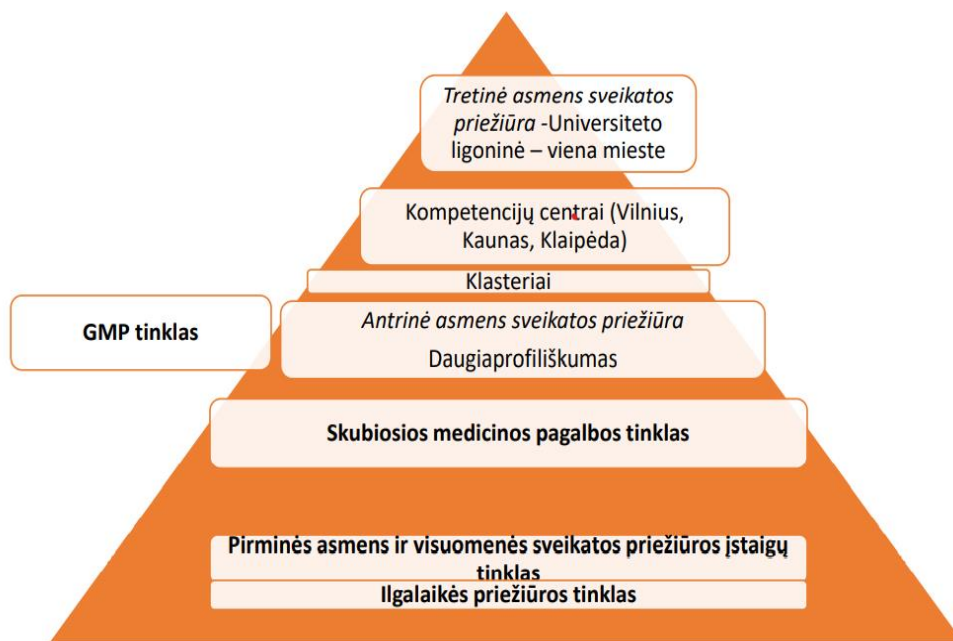 Tretinė asmens sveikatos
priežiūra -Universiteto
ligoninė – viena mieste
Kompetencijų centrai (Vilnius,
Kaunas, Klaipėda)
Klasteriai
GMP tinklas
Antrinė asmens sveikatos priežiūra
Daugiaprofiliškumas
Skubiosios medicinos pagalbos tinklas
Pirminės asmens ir visuomenės sveikatos priežiūros įstaigų
tinklas
Ilgalaikės priežiūros tinklas